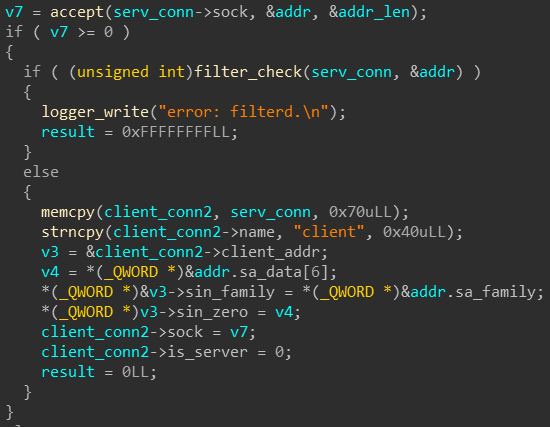 v7 = accept(serv_conn->sock, &addr, &addr_len);
if ( v7 >= 0 )
{
  if ( (unsigned int)filter_check(serv_conn, &addr) )
  {
    logger_write("error: filterd.\n");
    result = 0xFFFFFFFFLL;
  }
  else
  {
    memcpy(client_conn2, serv_conn, 0x70uLL);
    strncpy(client_conn2->name, "client", 0x40uLL);
    v3 = &client_conn2->client_addr;
    v4 = *(_QWORD *)&addr.sa_data[6];
    *(_QWORD *)&v3->sin_family = *(_QWORD *)&addr.sa_family;
    *(_QWORD *)v3->sin_zero = v4;
    client_conn2->sock = v7;
    client_conn2->is_server = 0;
    result = 0LL;
  }
}